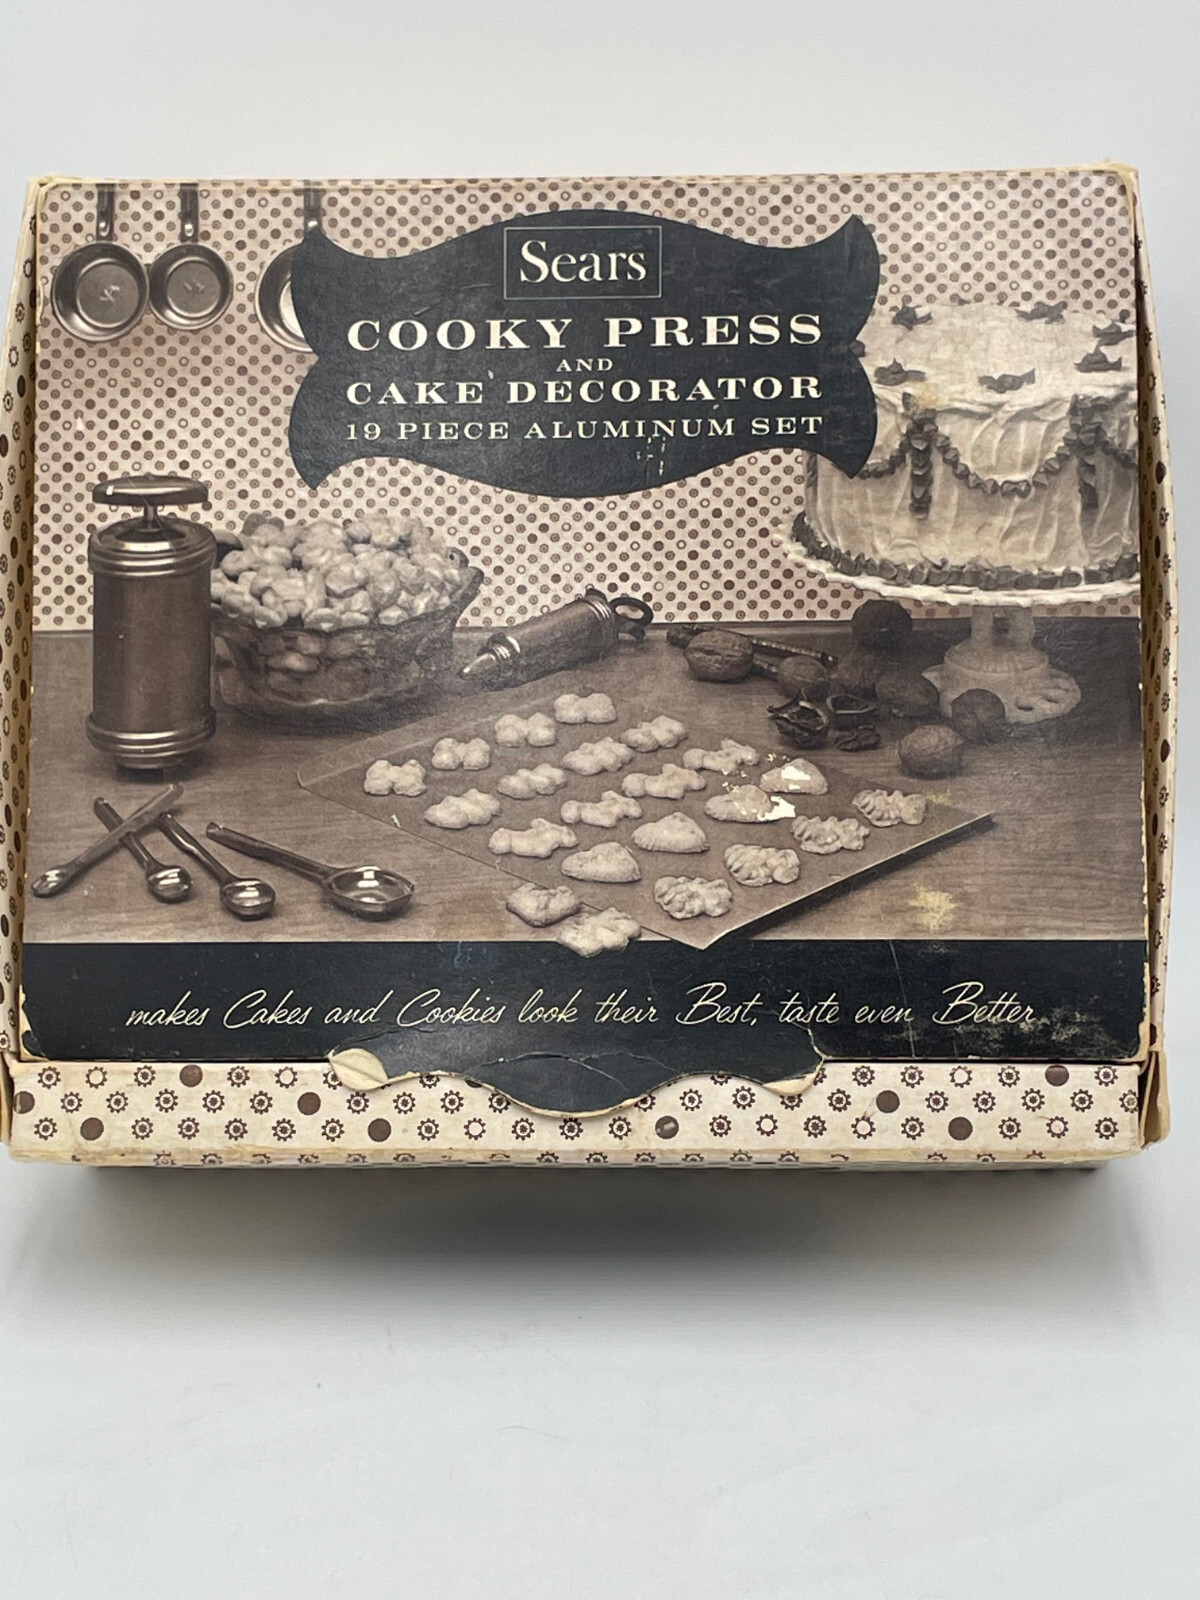 Sears
COOKY PRESS
AND
CAKE DECORATOR
19 PIECE ALUMINUM SET
makes Cakes and Cookies look their Best, taste even Better